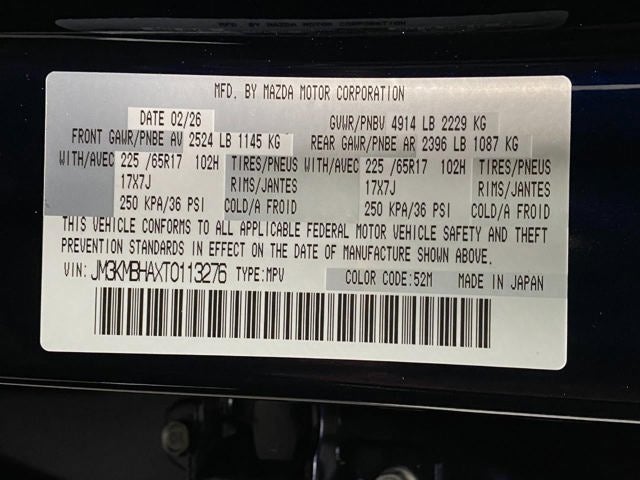 MFD. BY MAZDA MOTOR CORPORATION
DATE 02/26 GVWR/PNBV 4914 LB 2229 KG
FRONT GAWR/PNBE AV 2524 LB 1145 KG REAR GAWR/PNBE AR 2396 LB 1087 KG
WITH/AVEC 225 /65R17 102H TIRES/PNEUS WITH/AVEC 225 /65R17 102H TIRES/PNEUS
17X7J RIMS/JANTES 17X7J RIMS/JANTES
250 KPA/36 PSI COLD/A FROID 250 KPA/36 PSI COLD/A FROID
THIS VEHICLE CONFORMS TO ALL APPLICABLE FEDERAL MOTOR VEHICLE SAFETY AND THEFT
PREVENTION STANDARDS IN EFFECT ON THE DATE OF MANUFACTURE SHOWN ABOVE.
VIN: JM3KMBHAXT0113276 TYPE:MPV COLOR CODE:52M MADE IN JAPAN